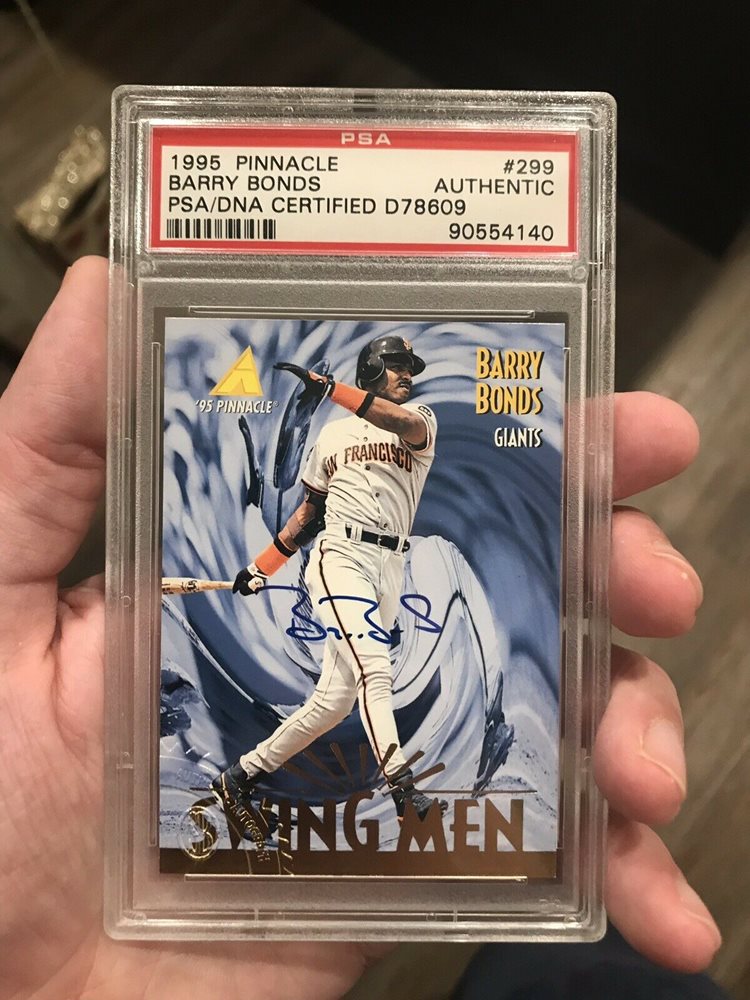 PSA
1995 PINNACLE #299
BARRY BONDS AUTHENTIC
PSA/DNA CERTIFIED D78609
90554140
'95 PINNACLE®
BARRY
BONDS
GIANTS
SAN FRANCISCO
SWING MEN